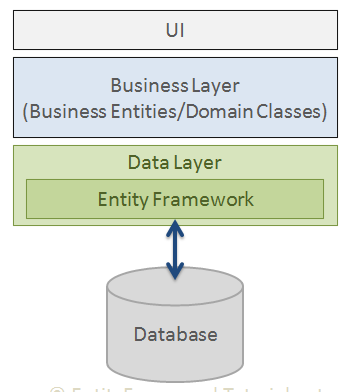 UI
Business Layer
(Business Entities/Domain Classes)
Data Layer
Entity Framework
Database